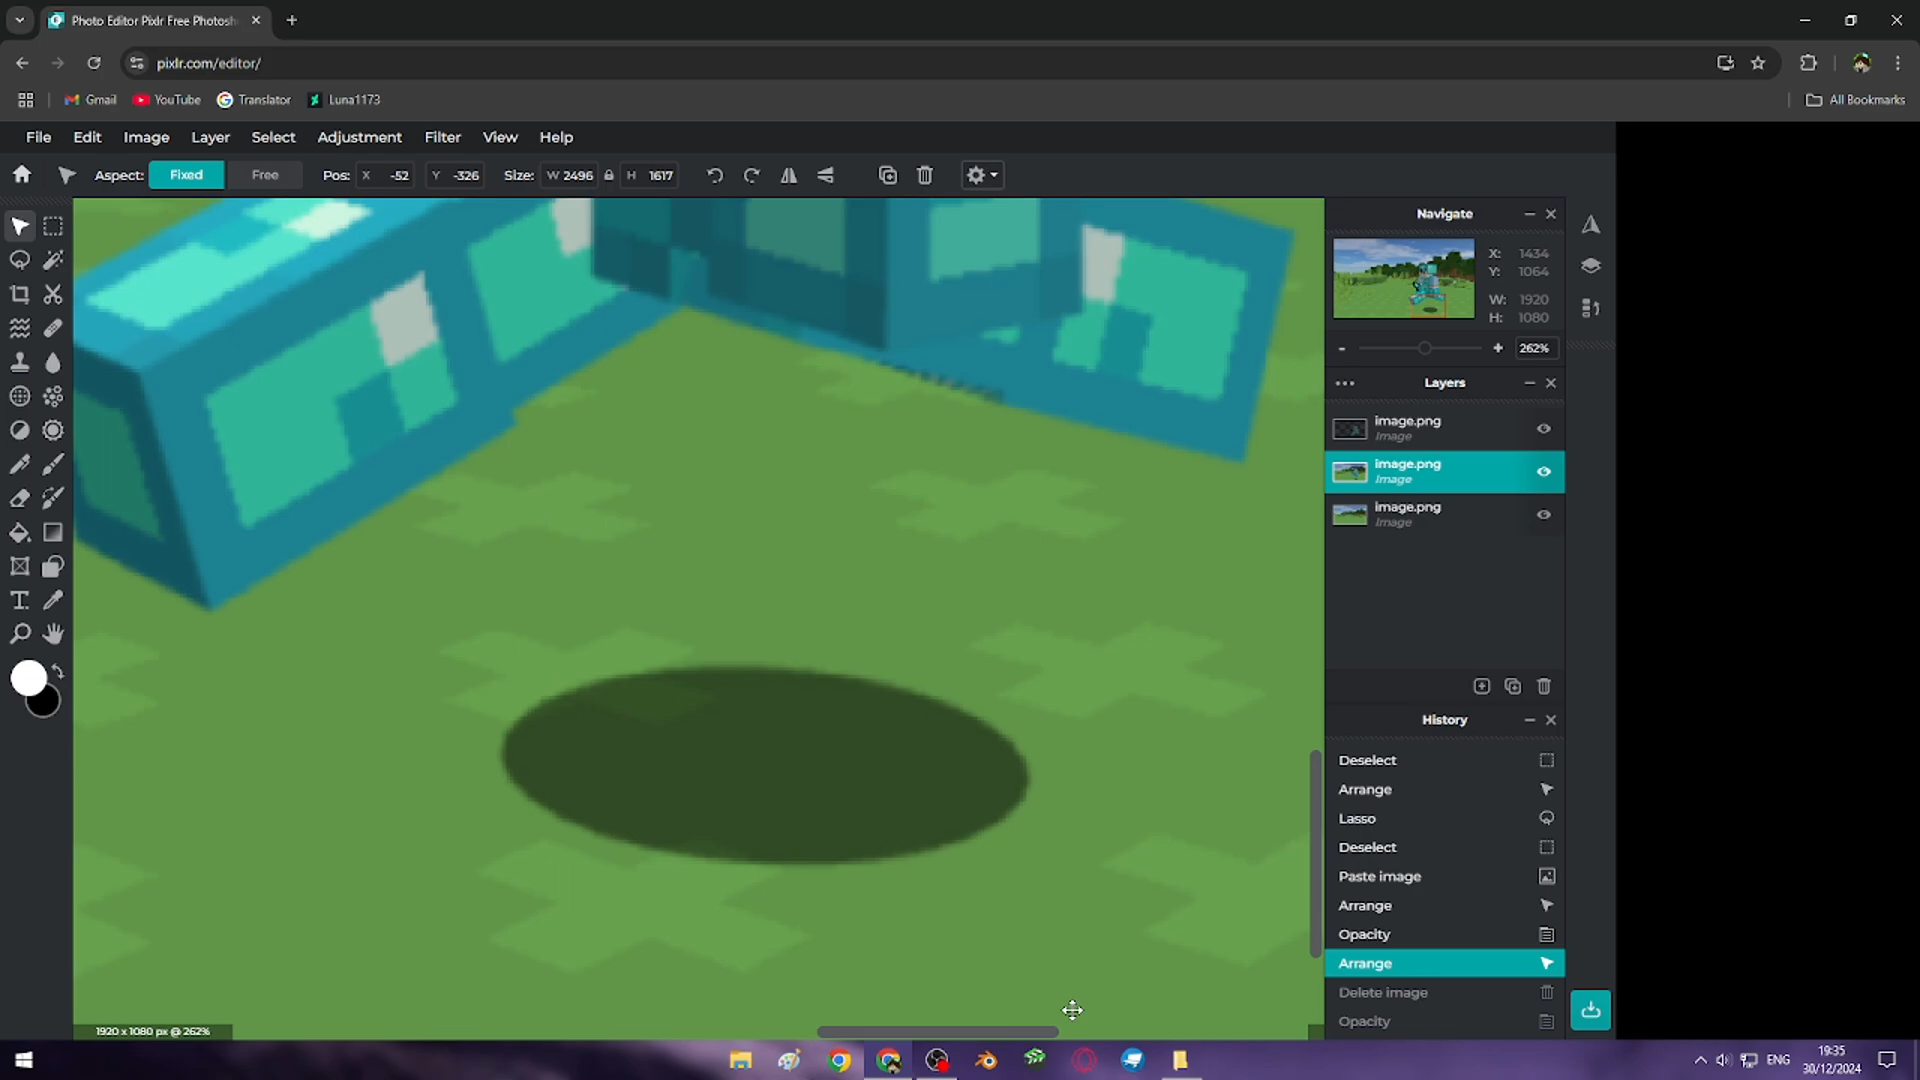 Photo Editor Pixlr Free Photosh
pixlr.com/editor/
Gmail YouTube Translator Luna1173 All Bookmarks
File Edit Image Layer Select Adjustment Filter View Help
Aspect: Fixed Free Pos: X -52 Y -326 Size: W 2496 H 1617
Navigate
X: 1434
Y: 1064
W: 1920
H: 1080
- + 262%
Layers
image.png
Image
image.png
Image
image.png
Image
History
Deselect
Arrange
Lasso
Deselect
Paste image
Arrange
Opacity
Arrange
Delete image
Opacity
1920 x 1080 px @ 262%
ENG
19:35
30/12/2024